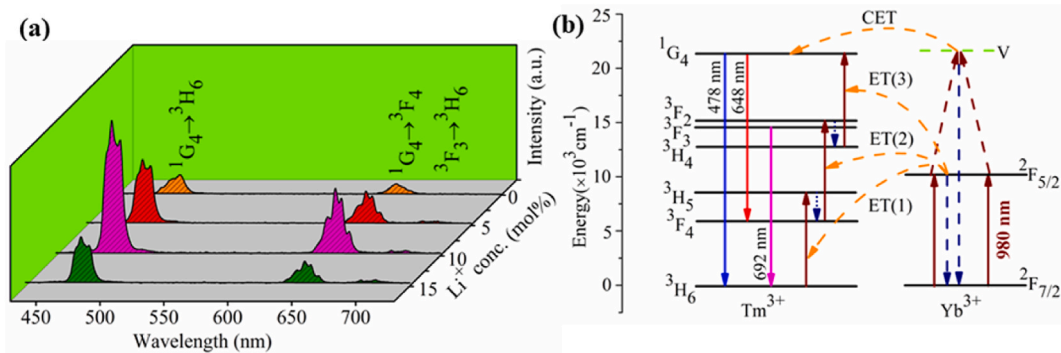 (a)
¹G₄→³H₆
¹G₄→³F₄
³F₃→³H₆
Intensity (a.u.)
0
5
10
15
Li⁺ˣ conc. (mol%)
450 500 550 600 650 700
Wavelength (nm)
(b)
25
20
15
10
5
0
Energy(×10³ cm⁻¹)
¹G₄
³F₂
³F₃
³H₄
³H₅
³F₄
³H₆
478 nm
648 nm
692 nm
Tm³⁺
CET
ET(3)
ET(2)
ET(1)
V
²F₅/₂
980 nm
²F₇/₂
Yb³⁺